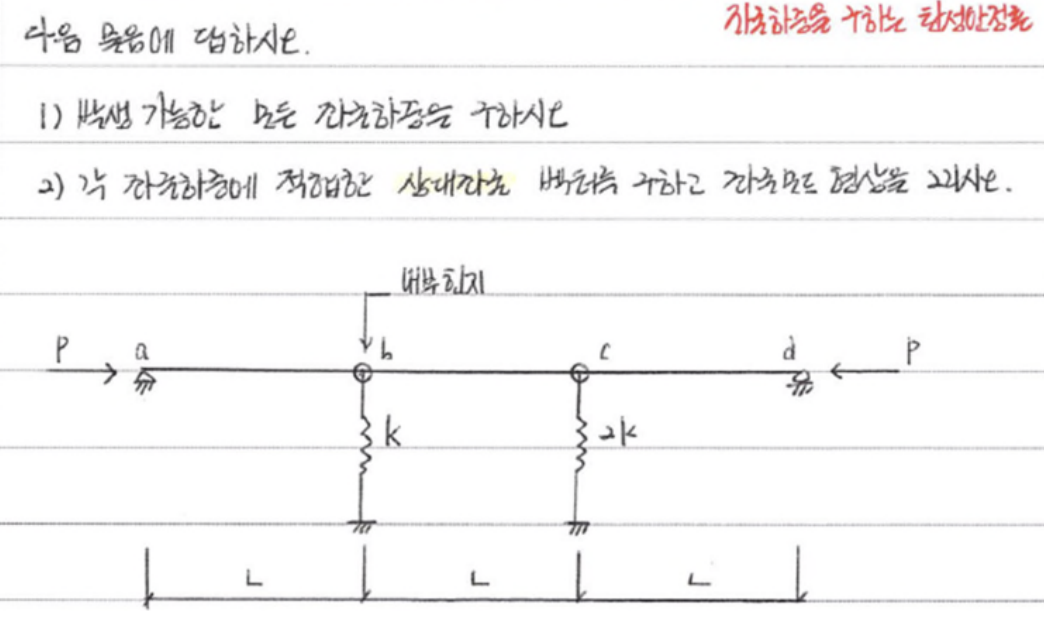 좌굴하중을 구하는 탄성안정론
다음 물음에 답하시오.
1) 발생 가능한 모든 좌굴하중을 구하시오
2) 각 좌굴하중에 적합한 상대좌굴 벡터를 구하고 좌굴모드 형상을 그리시오.
내부힌지
P a b c d P
k 2k
L L L